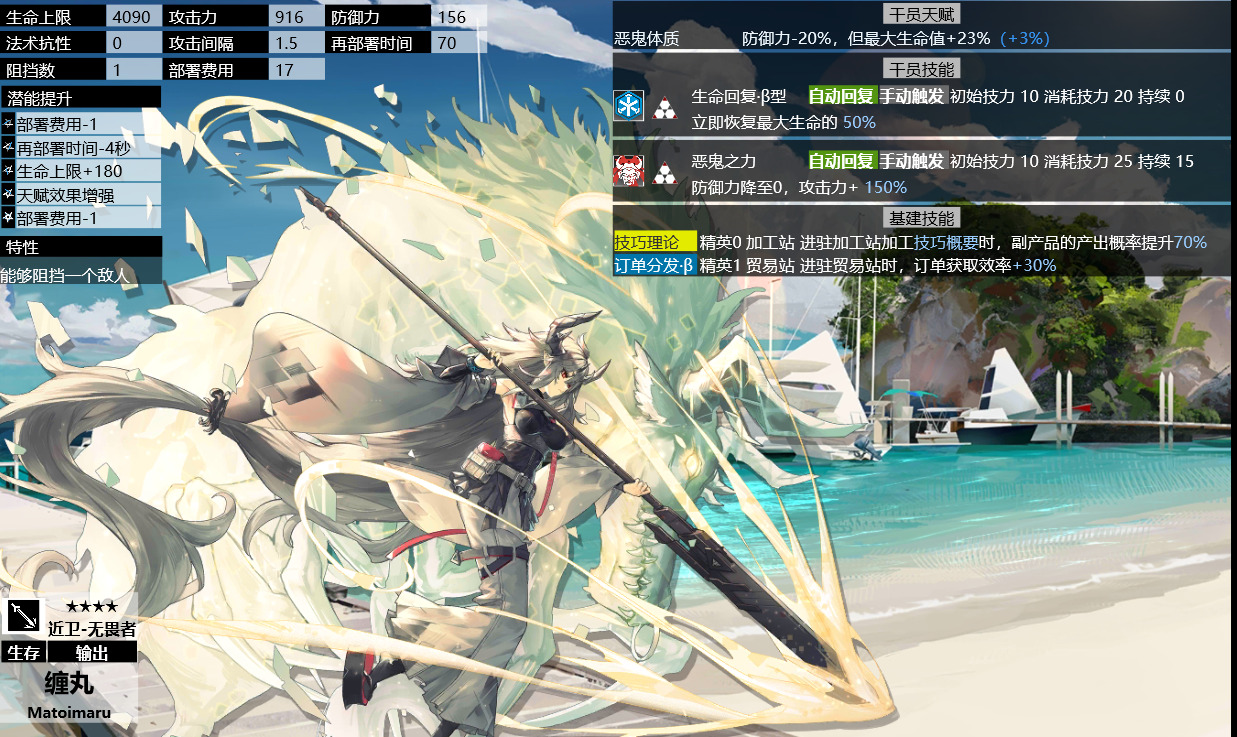 生命上限 4090 攻击力 916 防御力 156
法术抗性 0 攻击间隔 1.5 再部署时间 70
阻挡数 1 部署费用 17
潜能提升
部署费用-1
再部署时间-4秒
生命上限+180
天赋效果增强
部署费用-1
特性
能够阻挡一个敌人
干员天赋
恶鬼体质 防御力-20%，但最大生命值+23%（+3%）
干员技能
生命回复·β型 自动回复 手动触发 初始技力 10 消耗技力 20 持续 0
立即恢复最大生命的 50%
恶鬼之力 自动回复 手动触发 初始技力 10 消耗技力 25 持续 15
防御力降至0，攻击力+ 150%
基建技能
技巧理论 精英0 加工站 进驻加工站加工技巧概要时，副产品的产出概率提升70%
订单分发·β 精英1 贸易站 进驻贸易站时，订单获取效率+30%
★★★★
近卫-无畏者
生存 输出
缠丸
Matoimaru